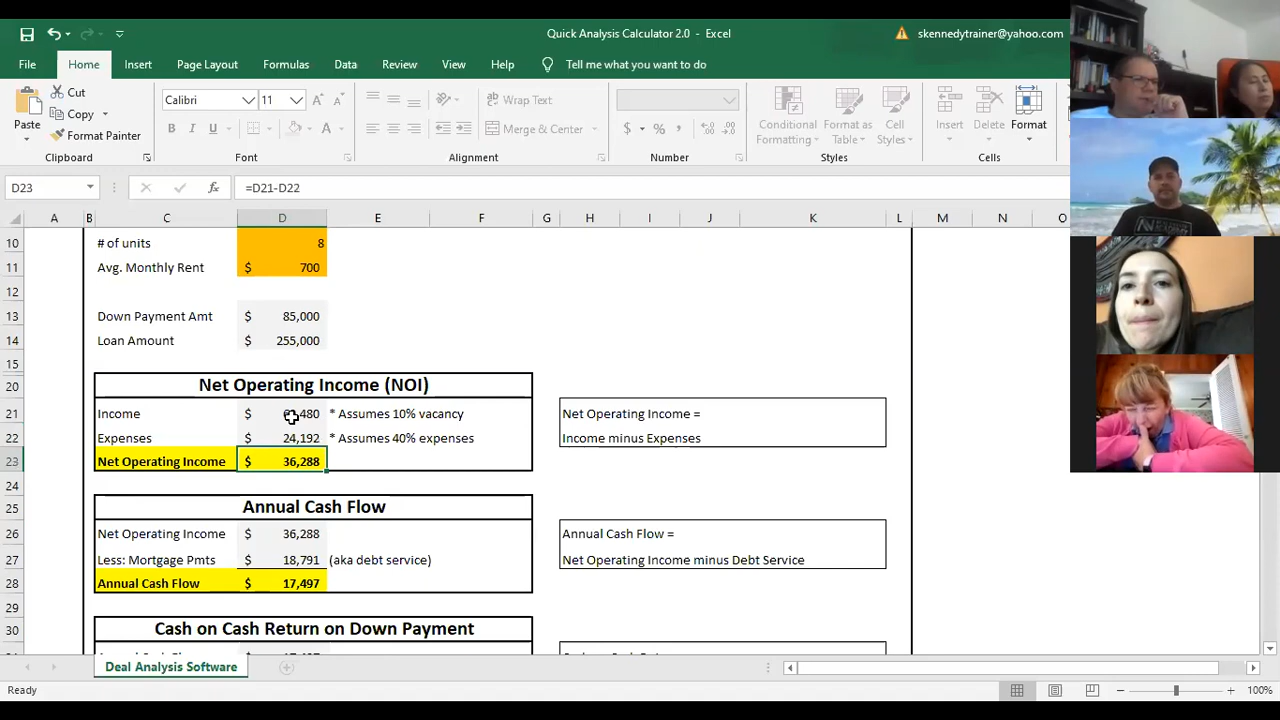 Quick Analysis Calculator 2.0 - Excel skennedytrainer@yahoo.com
File Home Insert Page Layout Formulas Data Review View Help Tell me what you want to do
Paste Cut Copy Format Painter
Calibri 11 Wrap Text Merge & Center Conditional Formatting Format as Table Cell Styles Insert Delete Format
Clipboard Font Alignment Number Styles Cells
D23 =D21-D22
A B C D E F G H I J K L M N O
10 # of units 8
11 Avg. Monthly Rent $ 700
12
13 Down Payment Amt $ 85,000
14 Loan Amount $ 255,000
15
20 Net Operating Income (NOI)
21 Income $ * Assumes 10% vacancy Net Operating Income =
22 Expenses $ 24,192 * Assumes 40% expenses Income minus Expenses
23 Net Operating Income $ 36,288
24
25 Annual Cash Flow
26 Net Operating Income $ 36,288 Annual Cash Flow =
27 Less: Mortgage Pmts $ 18,791 (aka debt service) Net Operating Income minus Debt Service
28 Annual Cash Flow $ 17,497
29
30 Cash on Cash Return on Down Payment
Deal Analysis Software
Ready 100%